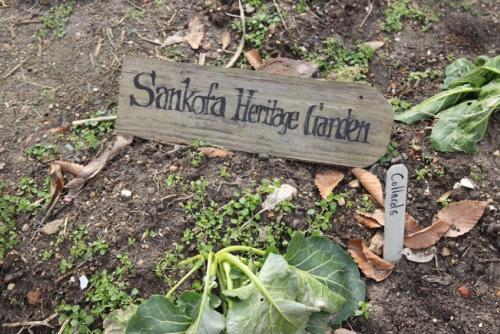 Sankofa Heritage Garden
Collards